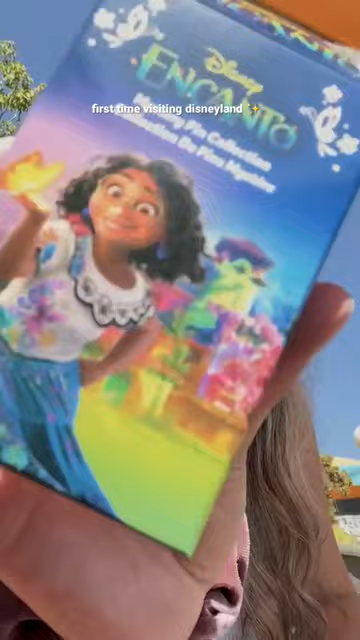 Disney
ENCANTO
first time visiting disneyland ✨
Mystery Pin Collection
Collection De Pins Mystère